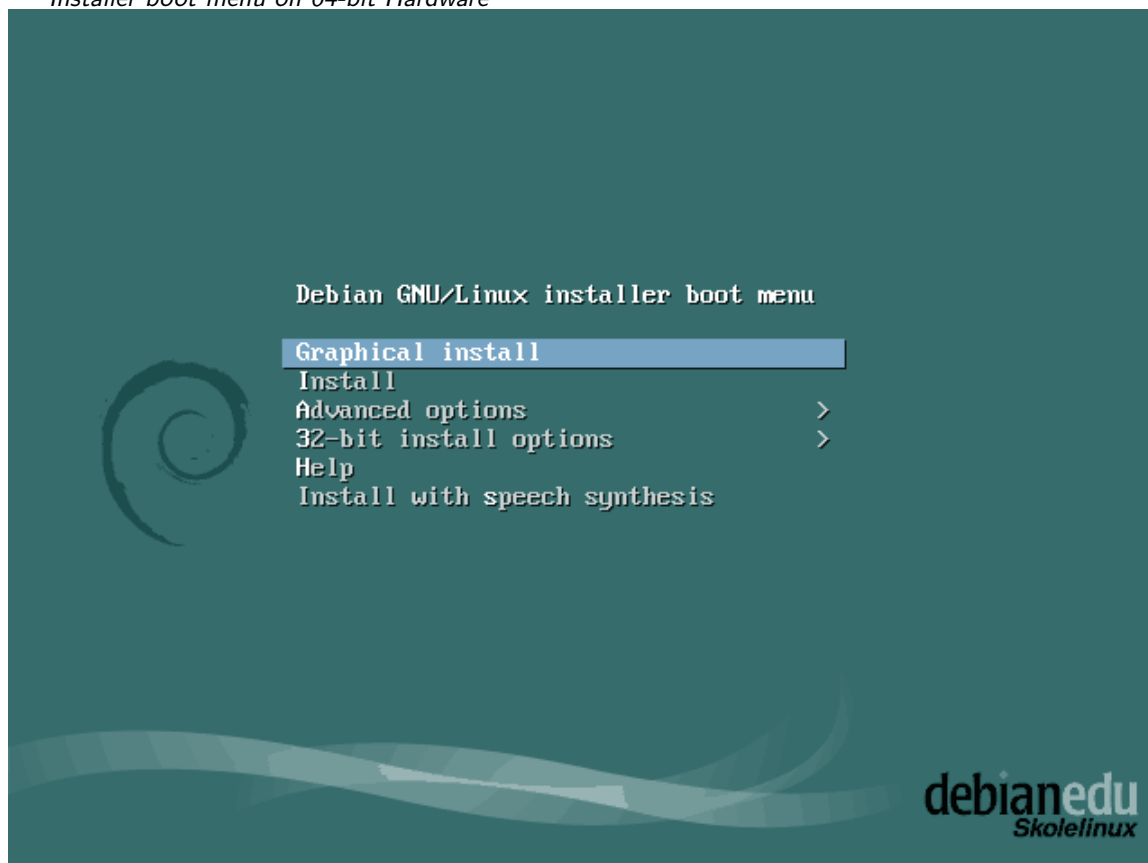 Installer boot menu on 64-bit Hardware
Debian GNU/Linux installer boot menu
Graphical install
Install
Advanced options >
32-bit install options >
Help
Install with speech synthesis
debianedu
Skolelinux